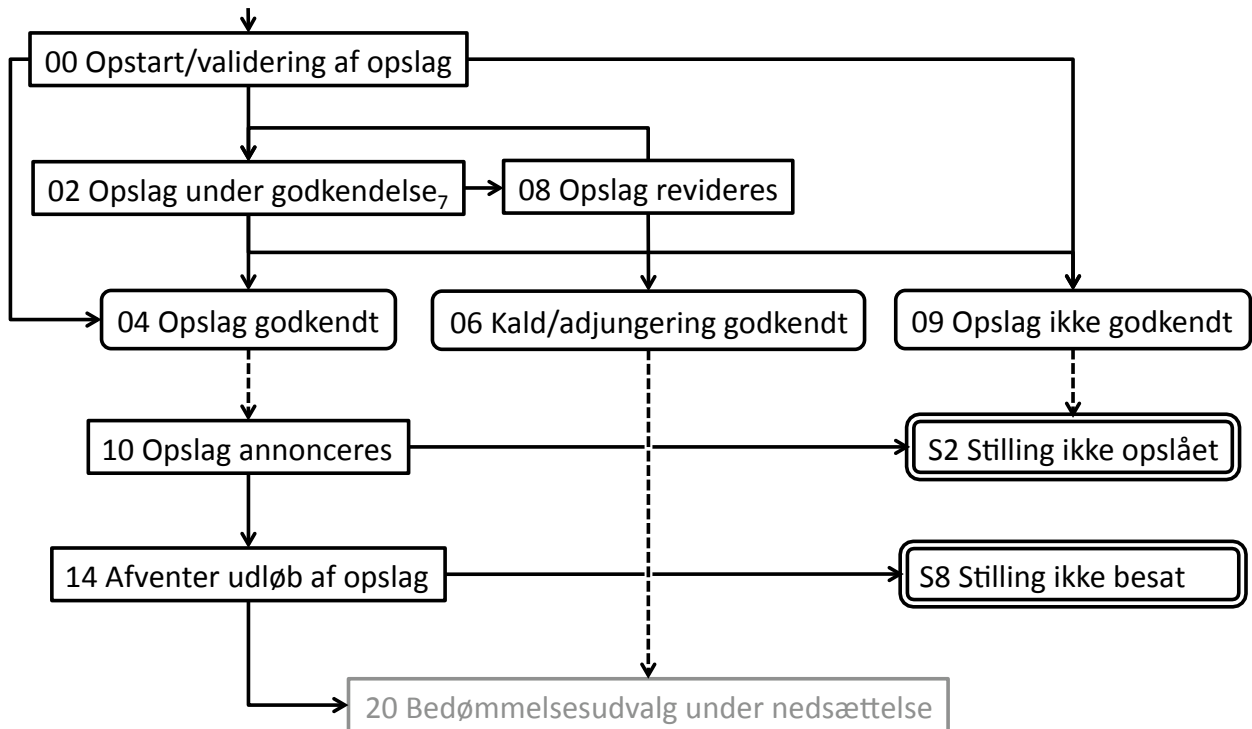 00 Opstart/validering af opslag
02 Opslag under godkendelse₇
08 Opslag revideres
04 Opslag godkendt
06 Kald/adjungering godkendt
09 Opslag ikke godkendt
10 Opslag annonceres
S2 Stilling ikke opslået
14 Afventer udløb af opslag
S8 Stilling ikke besat
20 Bedømmelsesudvalg under nedsættelse